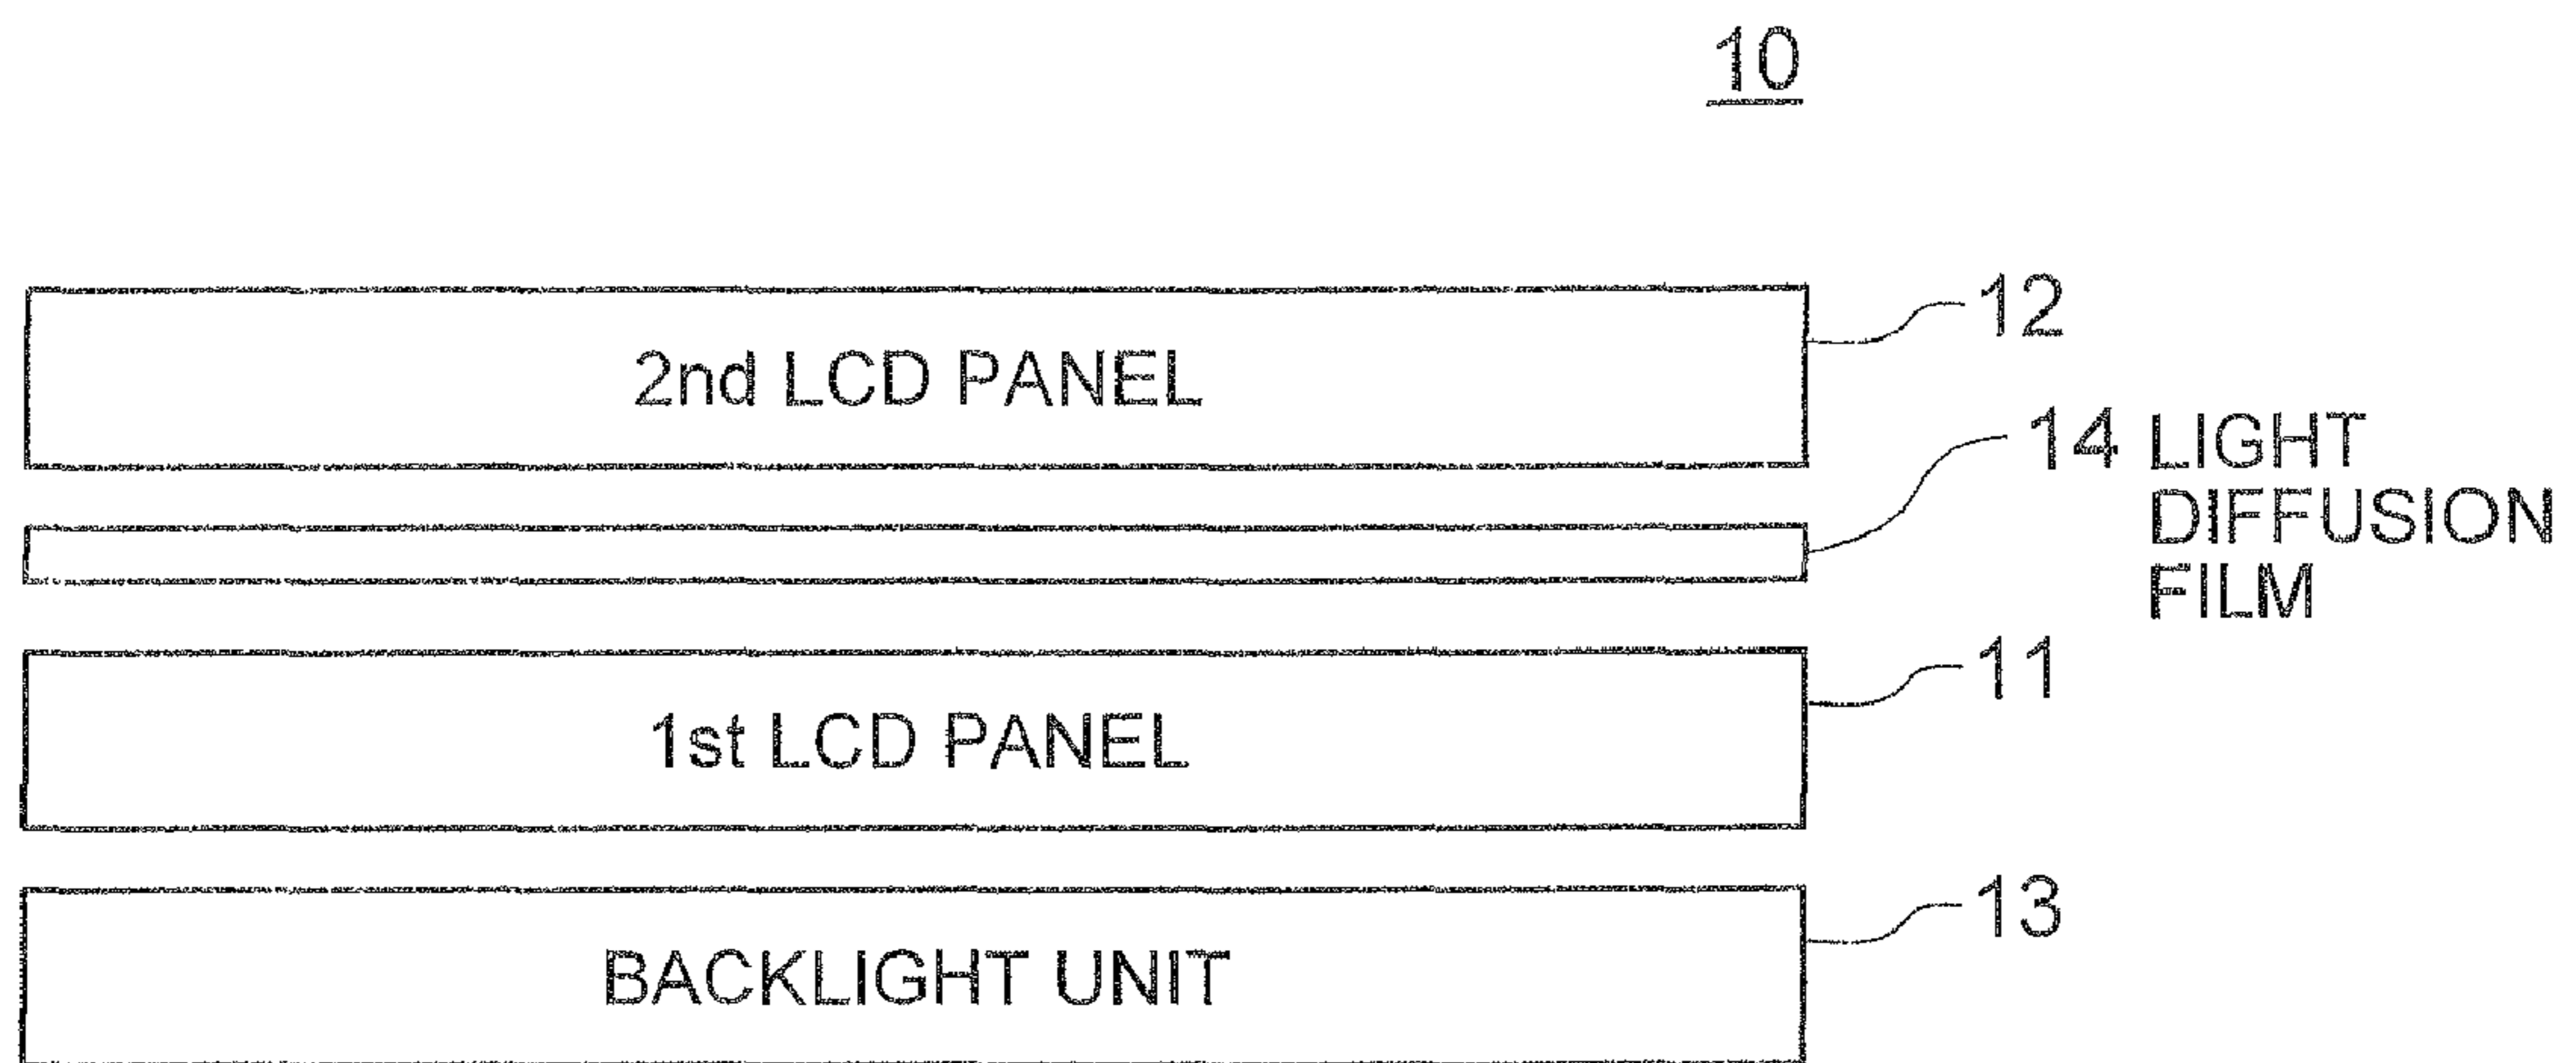 10
12
2nd LCD PANEL
14 LIGHT
DIFFUSION
FILM
11
1st LCD PANEL
13
BACKLIGHT UNIT